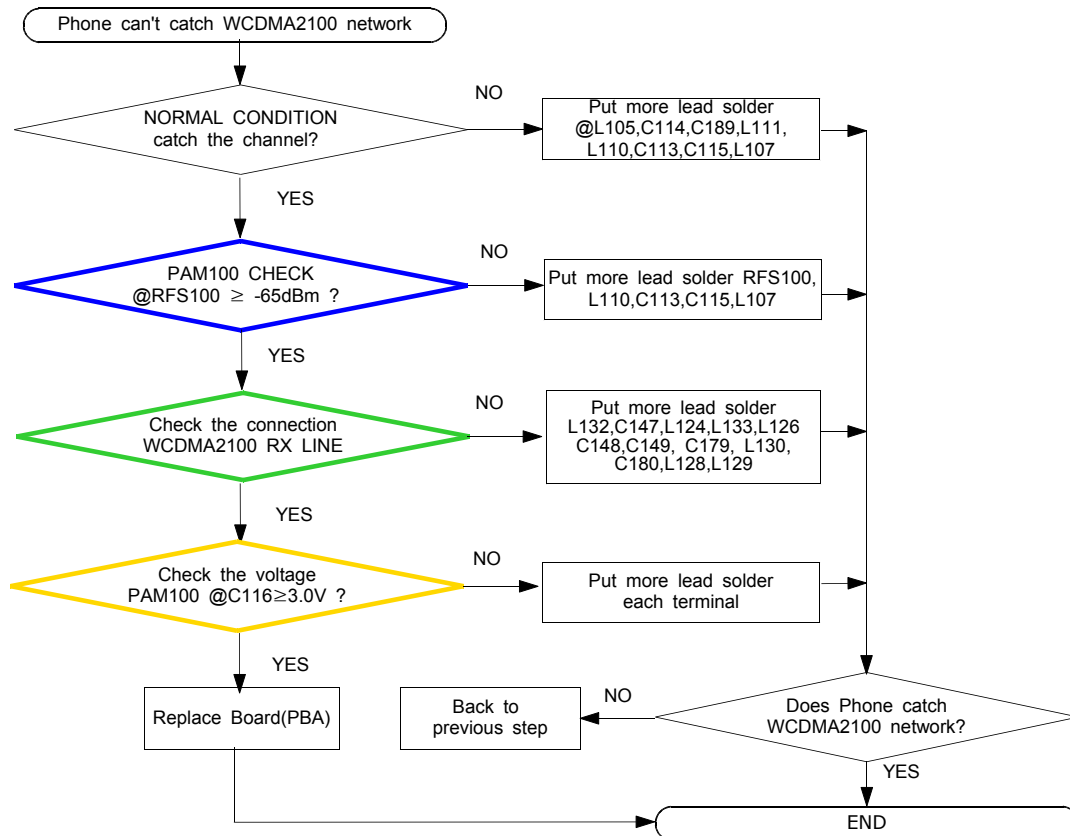 Phone can't catch WCDMA2100 network
NORMAL CONDITION
catch the channel?
NO
Put more lead solder
@L105,C114,C189,L111,
L110,C113,C115,L107
YES
PAM100 CHECK
@RFS100 ≥ -65dBm ?
NO
Put more lead solder RFS100,
L110,C113,C115,L107
YES
Check the connection
WCDMA2100 RX LINE
NO
Put more lead solder
L132,C147,L124,L133,L126
C148,C149, C179, L130,
C180,L128,L129
YES
Check the voltage
PAM100 @C116≥3.0V ?
NO
Put more lead solder
each terminal
YES
Replace Board(PBA)
Back to
previous step
NO
Does Phone catch
WCDMA2100 network?
YES
END